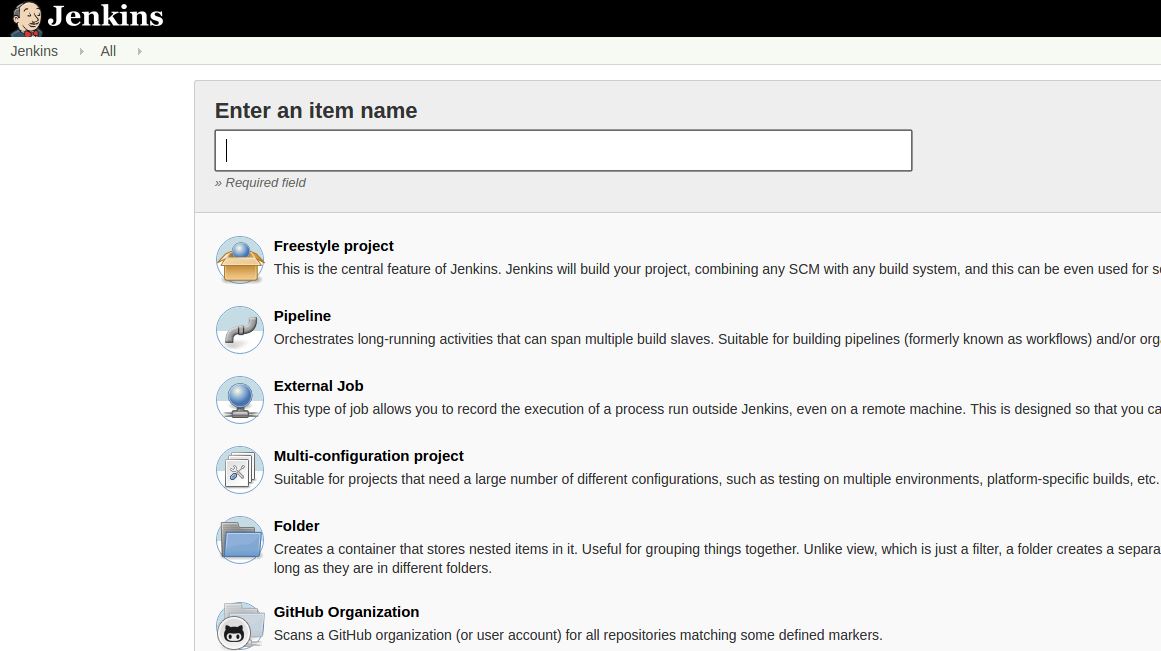 Jenkins
Jenkins All
Enter an item name
» Required field
Freestyle project
This is the central feature of Jenkins. Jenkins will build your project, combining any SCM with any build system, and this can be even used for
Pipeline
Orchestrates long-running activities that can span multiple build slaves. Suitable for building pipelines (formerly known as workflows) and/or
External Job
This type of job allows you to record the execution of a process run outside Jenkins, even on a remote machine. This is designed so that you
Multi-configuration project
Suitable for projects that need a large number of different configurations, such as testing on multiple environments, platform-specific builds, etc.
Folder
Creates a container that stores nested items in it. Useful for grouping things together. Unlike view, which is just a filter, a folder creates a
long as they are in different folders.
GitHub Organization
Scans a GitHub organization (or user account) for all repositories matching some defined markers.